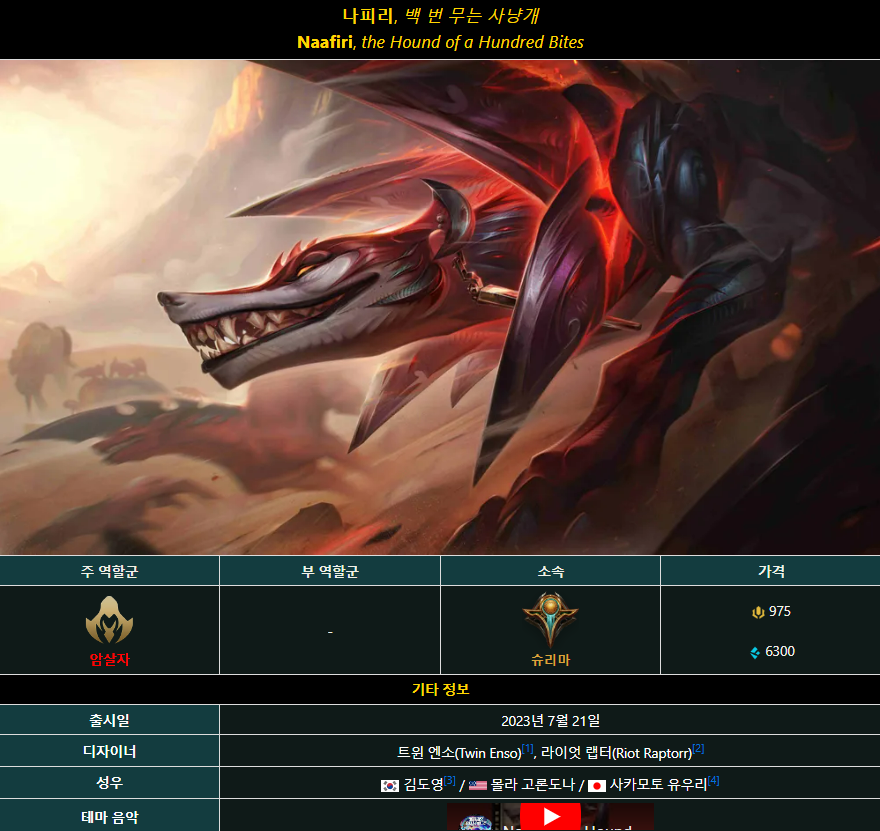 나피리, 백 번 무는 사냥개
Naafiri, the Hound of a Hundred Bites
주 역할군 부 역할군 소속 가격
암살자 - 슈리마 975
6300
기타 정보
출시일 2023년 7월 21일
디자이너 트윈 엔소(Twin Enso)[1], 라이엇 랩터(Riot Raptorr)[2]
성우 김도영[3] / 몰라 고론도나 / 사카모토 유우리[4]
테마 음악